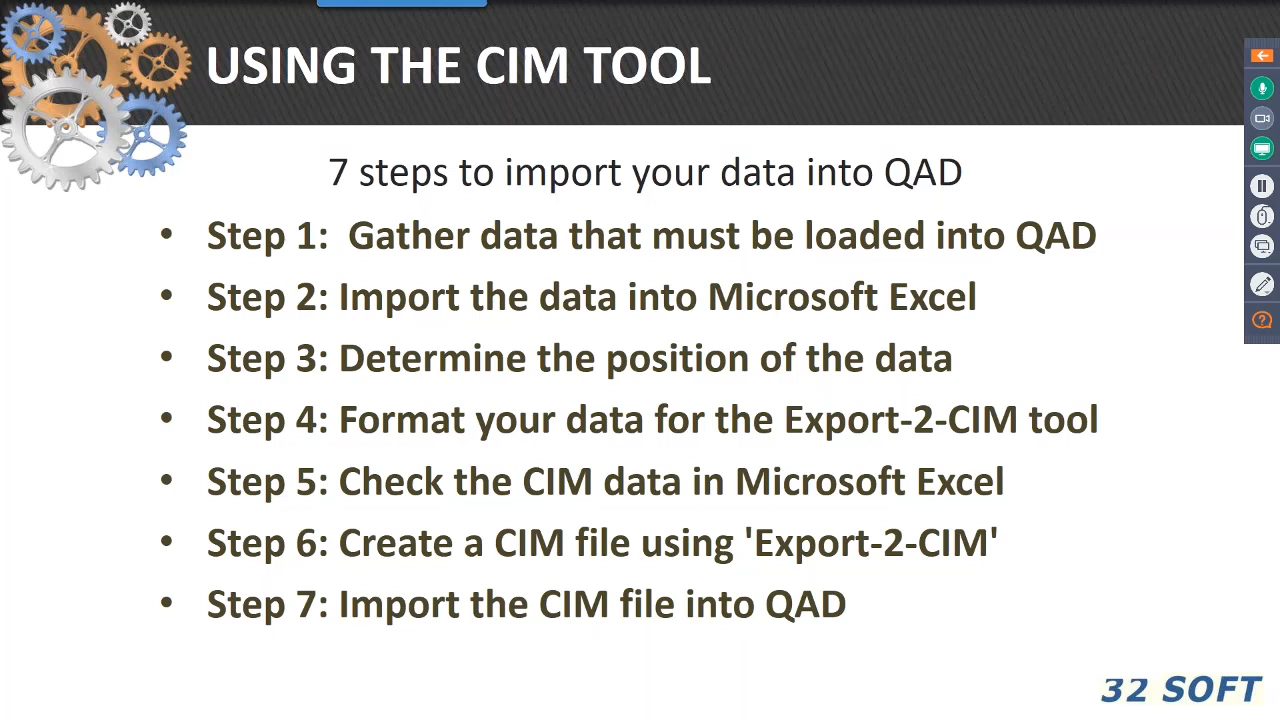 USING THE CIM TOOL
7 steps to import your data into QAD
• Step 1:  Gather data that must be loaded into QAD
• Step 2: Import the data into Microsoft Excel
• Step 3: Determine the position of the data
• Step 4: Format your data for the Export-2-CIM tool
• Step 5: Check the CIM data in Microsoft Excel
• Step 6: Create a CIM file using 'Export-2-CIM'
• Step 7: Import the CIM file into QAD
32 SOFT